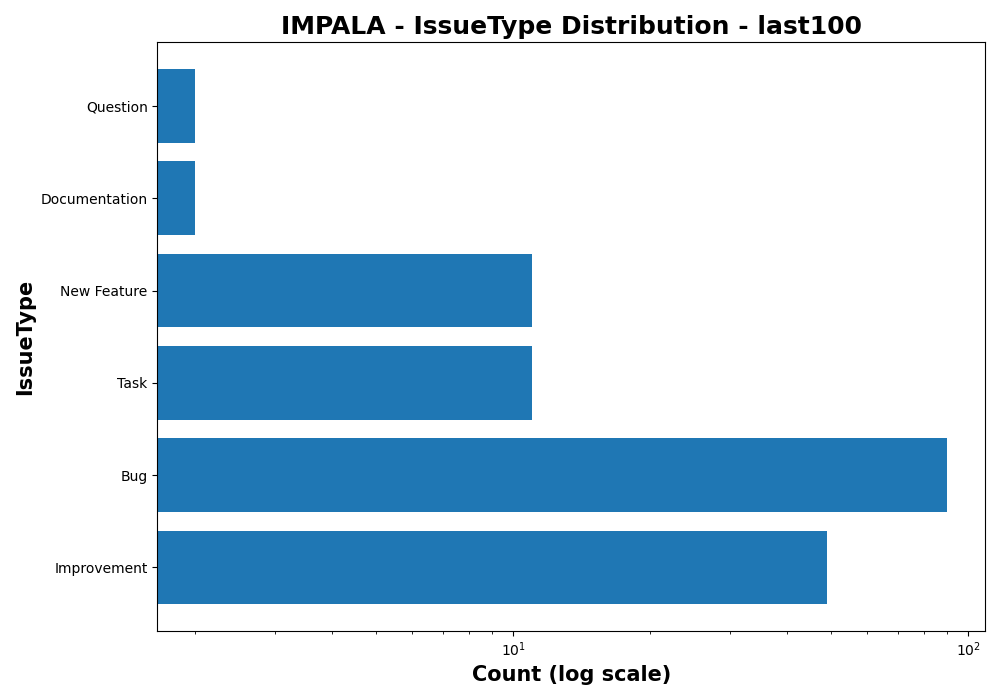 IMPALA - IssueType Distribution - last100
IssueType
Question
Documentation
New Feature
Task
Bug
Improvement
10¹
10²
Count (log scale)